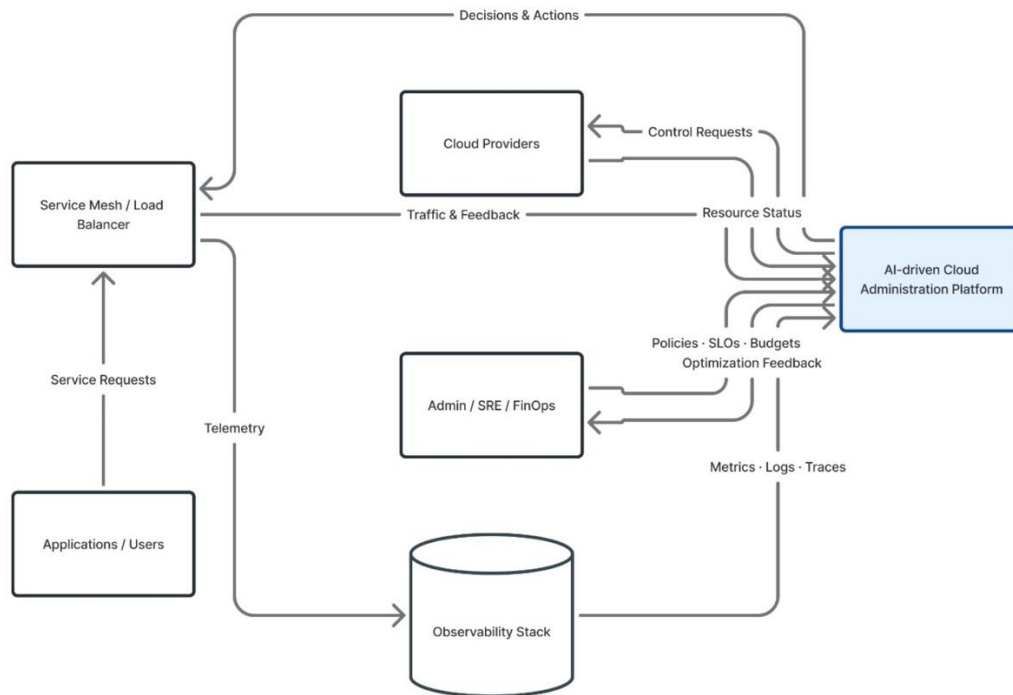 Decisions & Actions
Cloud Providers
Control Requests
Service Mesh / Load
Balancer
Traffic & Feedback
Resource Status
AI-driven Cloud
Administration Platform
Policies · SLOs · Budgets
Optimization Feedback
Service Requests
Admin / SRE / FinOps
Telemetry
Metrics · Logs · Traces
Applications / Users
Observability Stack